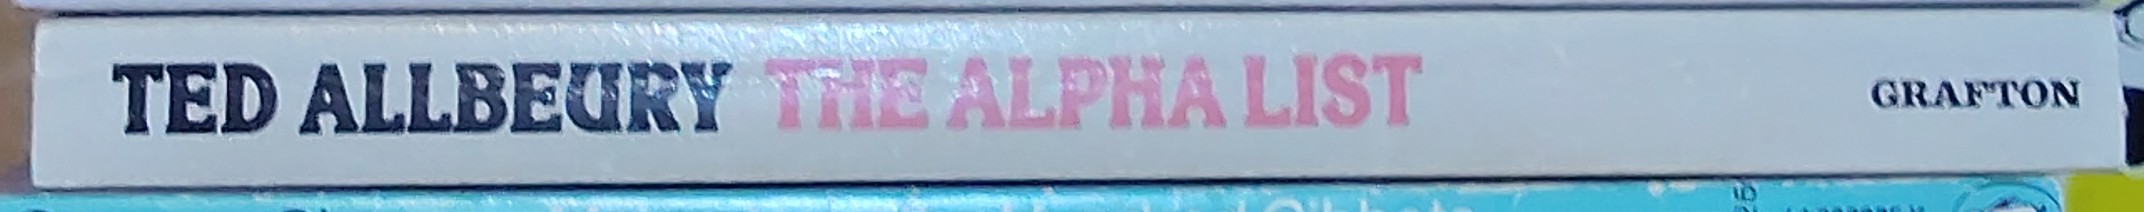 TED ALLBEURY THE ALPHA LIST GRAFTON